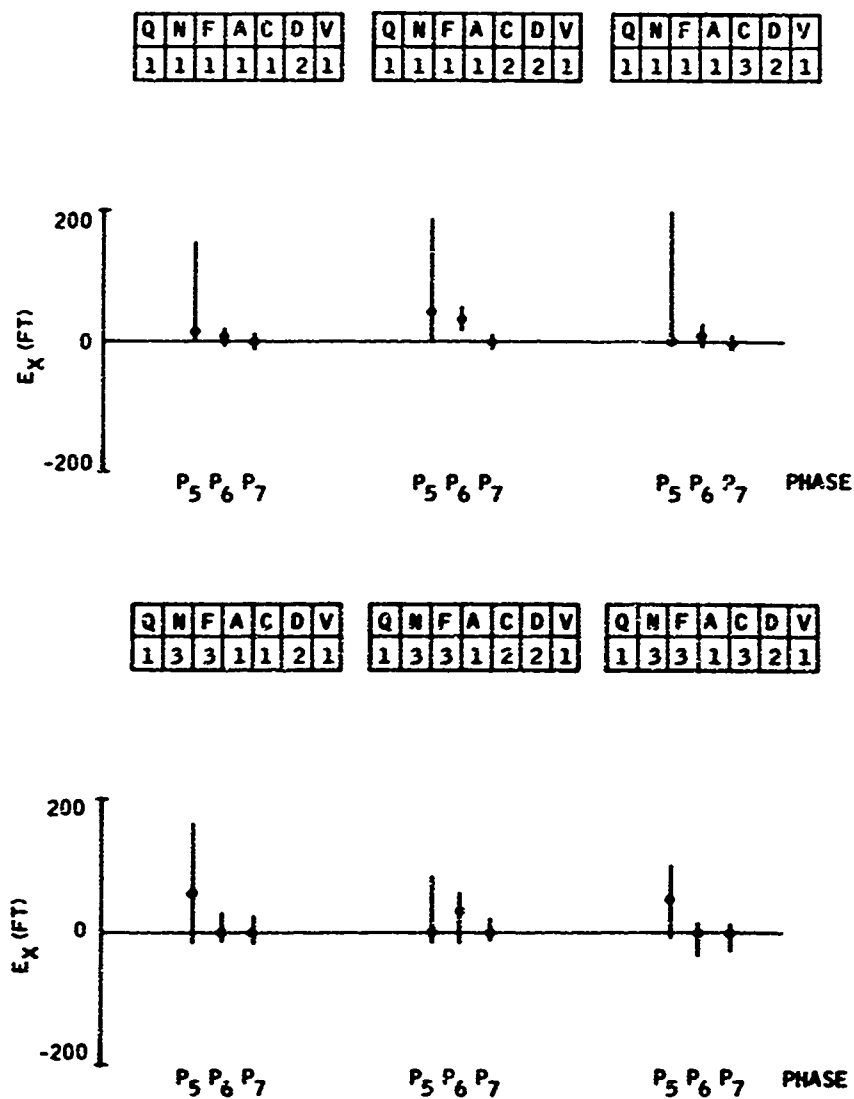 Q N F A C D V Q N F A C D V Q N F A C D V
1 1 1 1 1 2 1 1 1 1 1 2 2 1 1 1 1 1 3 2 1
200
0
-200
EX (FT)
P5 P6 P7 P5 P6 P7 P5 P6 P7 PHASE
Q N F A C D V Q N F A C D V Q N F A C D V
1 3 3 1 1 2 1 1 3 3 1 2 2 1 1 3 3 1 3 2 1
200
0
-200
EX (FT)
P5 P6 P7 P5 P6 P7 P5 P6 P7 PHASE